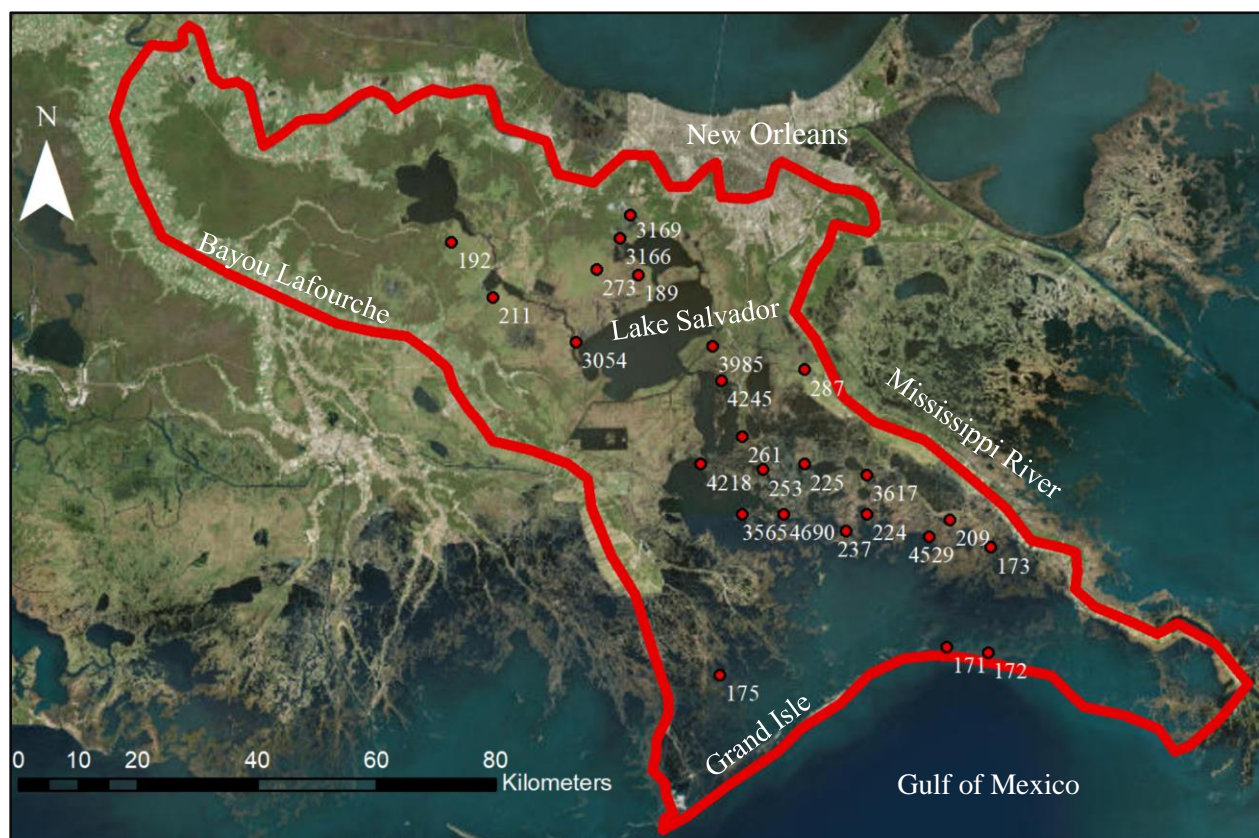 New Orleans
N
3169
3166
192
Bayou Lafourche
273
189
211
Lake Salvador
3054
3985
287
4245
Mississippi River
261
4218
253
225
3617
3565
4690
224
237
209
4529
173
171
172
175
Grand Isle
0 20 40 60 80
Kilometers
Gulf of Mexico